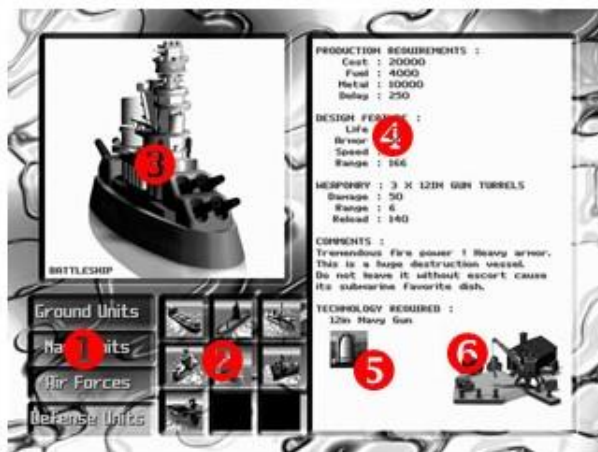 3
BATTLESHIP
Ground Units
1
Air Forces
Defense Units
2
PRODUCTION REQUIREMENTS :
Cost : 20000
Fuel : 4000
Metal : 10000
Delay : 250
DESIGN :
Life
4
Armor
Speed
Range : 166
WEAPONRY : 3 X 12IN GUN TURRELS
Damage : 50
Range : 6
Reload : 140
COMMENTS :
Tremendous fire power ! Heavy armor.
This is a huge destruction vessel.
Do not leave it without escort cause
its submarine favorite dish.
TECHNOLOGY REQUIRED :
12in Navy Gun
5
6